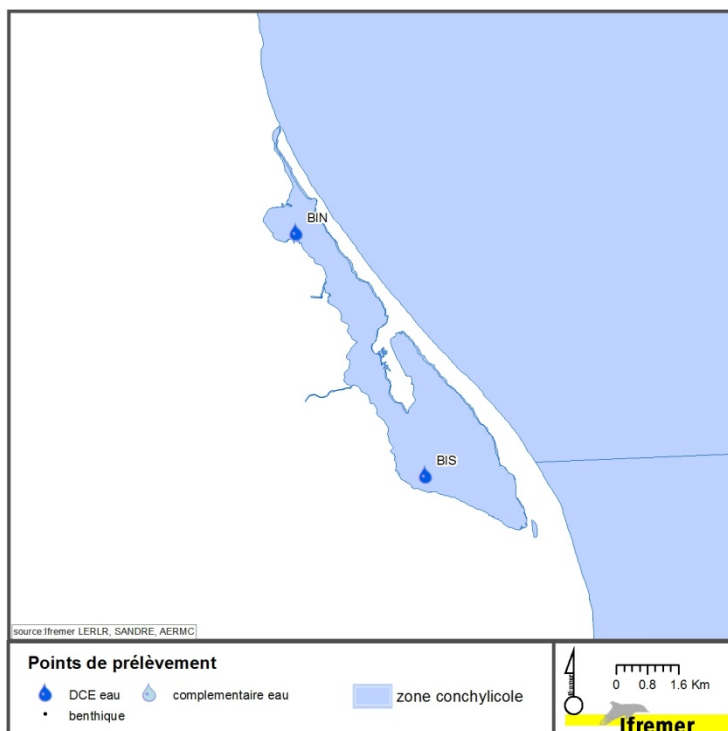 BIN
BIS
source:Ifremer LERLR, SANDRE, AERMC
Points de prélèvement
DCE eau
complementaire eau
benthique
zone conchylicole
0 0.8 1.6 Km
Ifremer